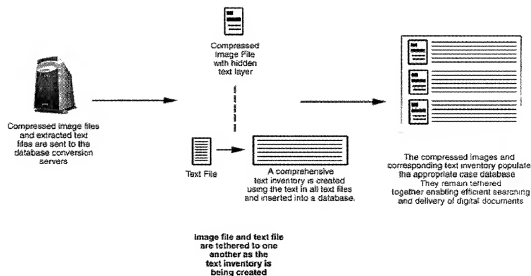 Compressed
Image File
with hidden
text layer
Compressed image files
and extracted text
files are sent to the
database conversion
servers
Text File
A comprehensive
text inventory is created
using the text in all text files
and inserted into a database.
The compressed images and
corresponding text inventory populate
the appropriate case database
They remain tethered
together enabling efficient searching
and delivery of digital documents
Image file and text file
are tethered to one
another as the
text inventory is
being created